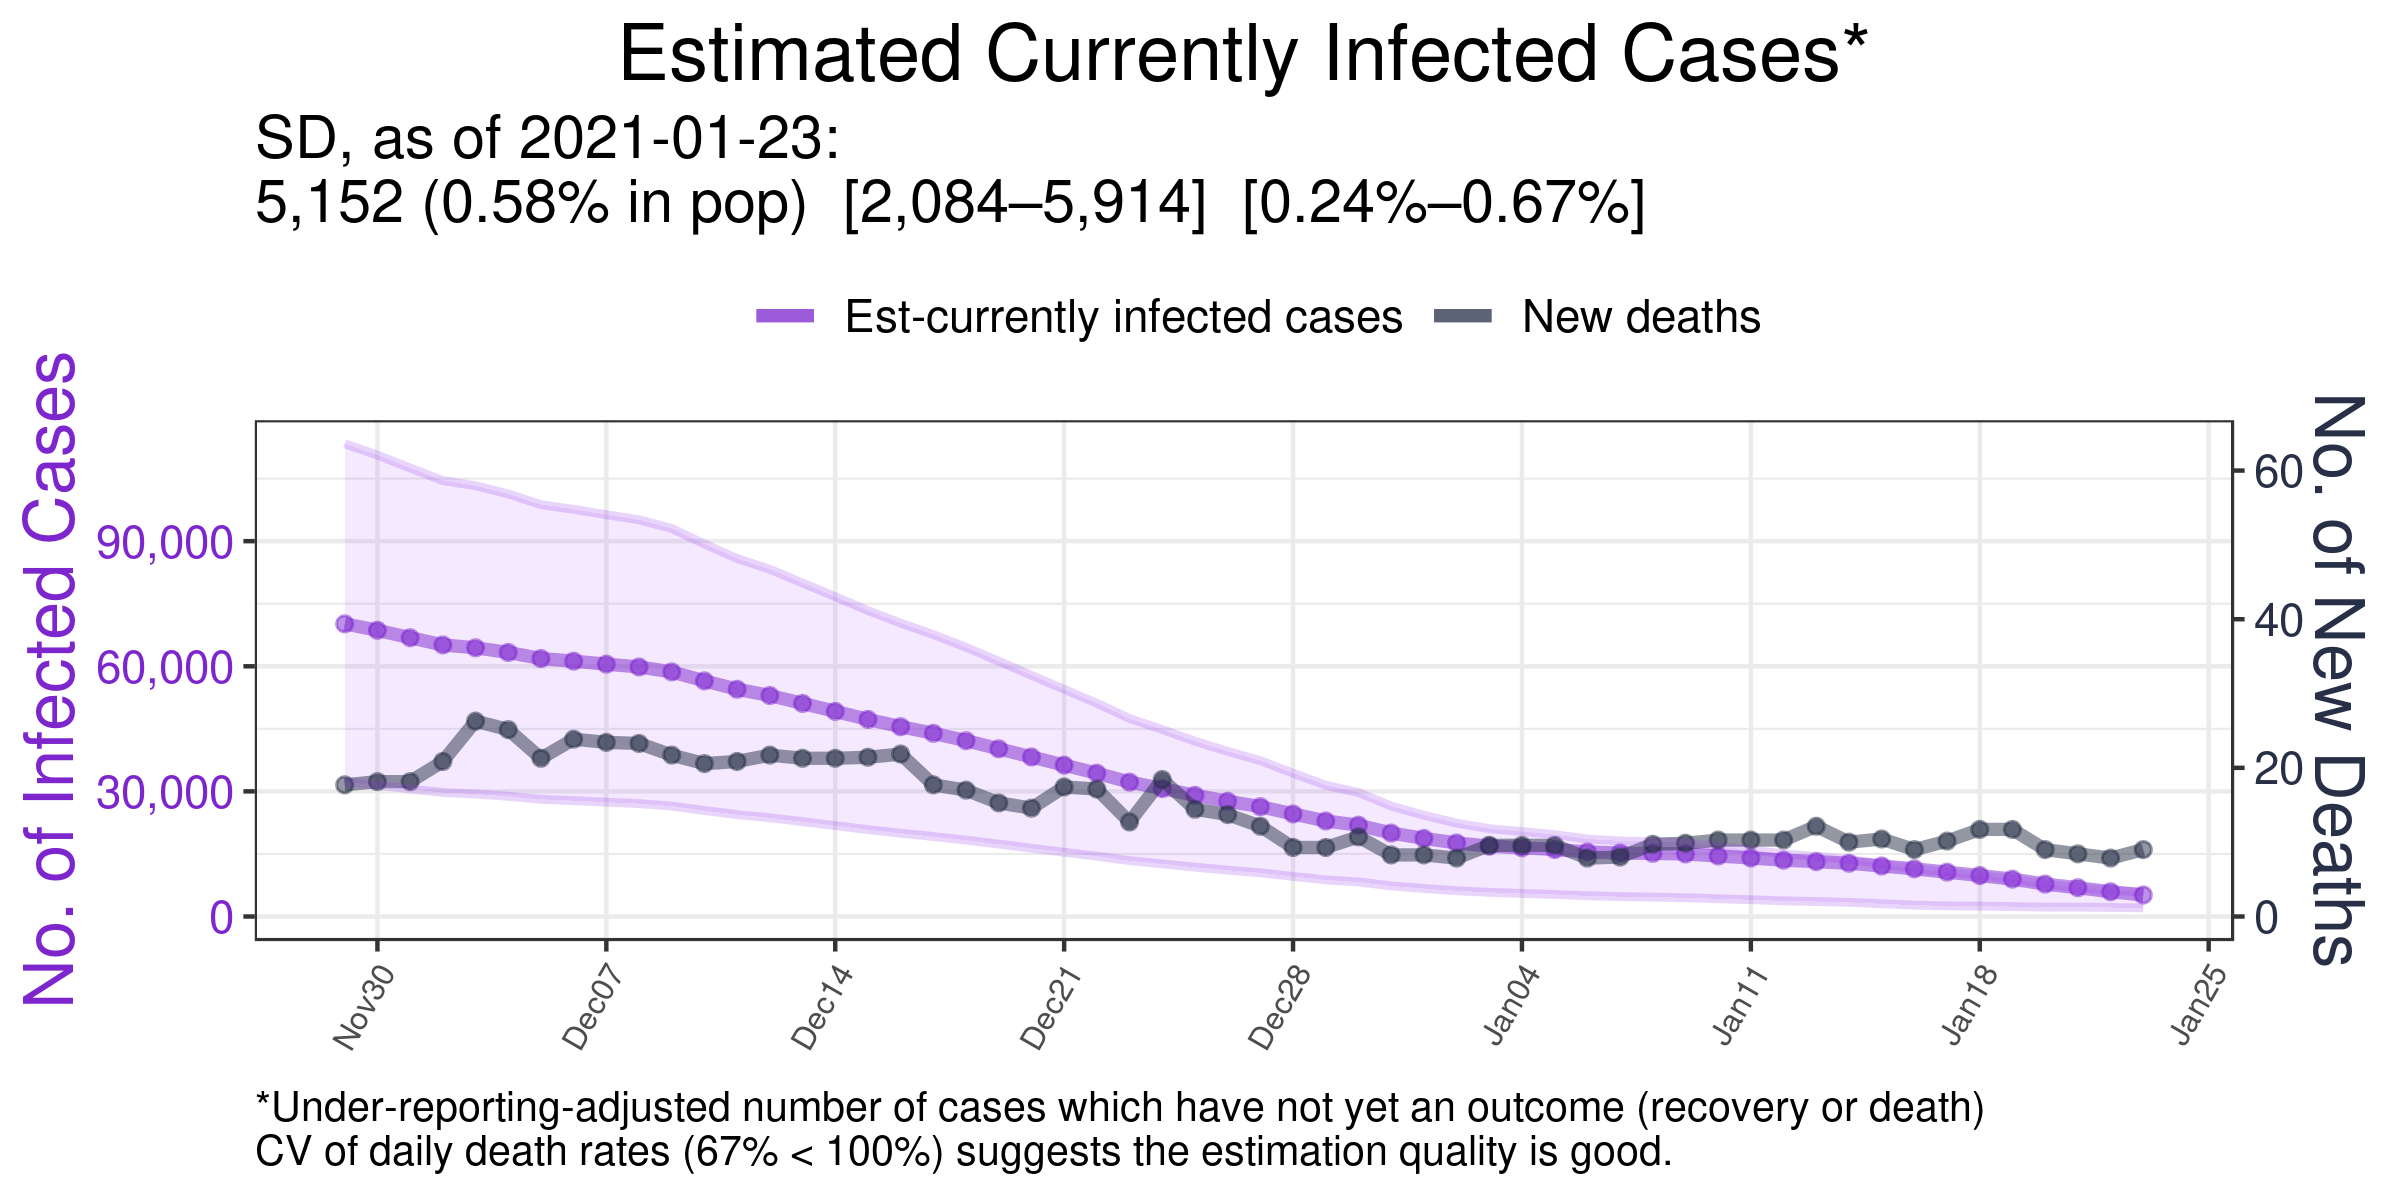 Estimated Currently Infected Cases*
SD, as of 2021-01-23:
5,152 (0.58% in pop)  [2,084–5,914]  [0.24%–0.67%]
Est-currently infected cases
New deaths
No. of Infected Cases
90,000
60,000
30,000
0
60
40
20
0
No. of New Deaths
Nov30
Dec07
Dec14
Dec21
Dec28
Jan04
Jan11
Jan18
Jan25
*Under-reporting-adjusted number of cases which have not yet an outcome (recovery or death)
CV of daily death rates (67% < 100%) suggests the estimation quality is good.